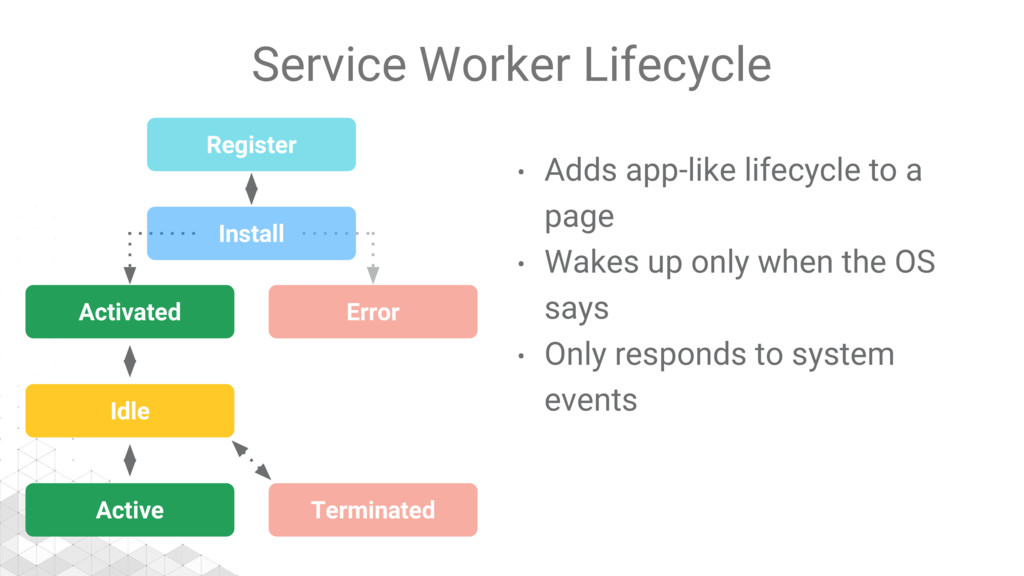 Service Worker Lifecycle
Register
Install
Activated
Error
Idle
Active
Terminated
• Adds app-like lifecycle to a
page
• Wakes up only when the OS
says
• Only responds to system
events